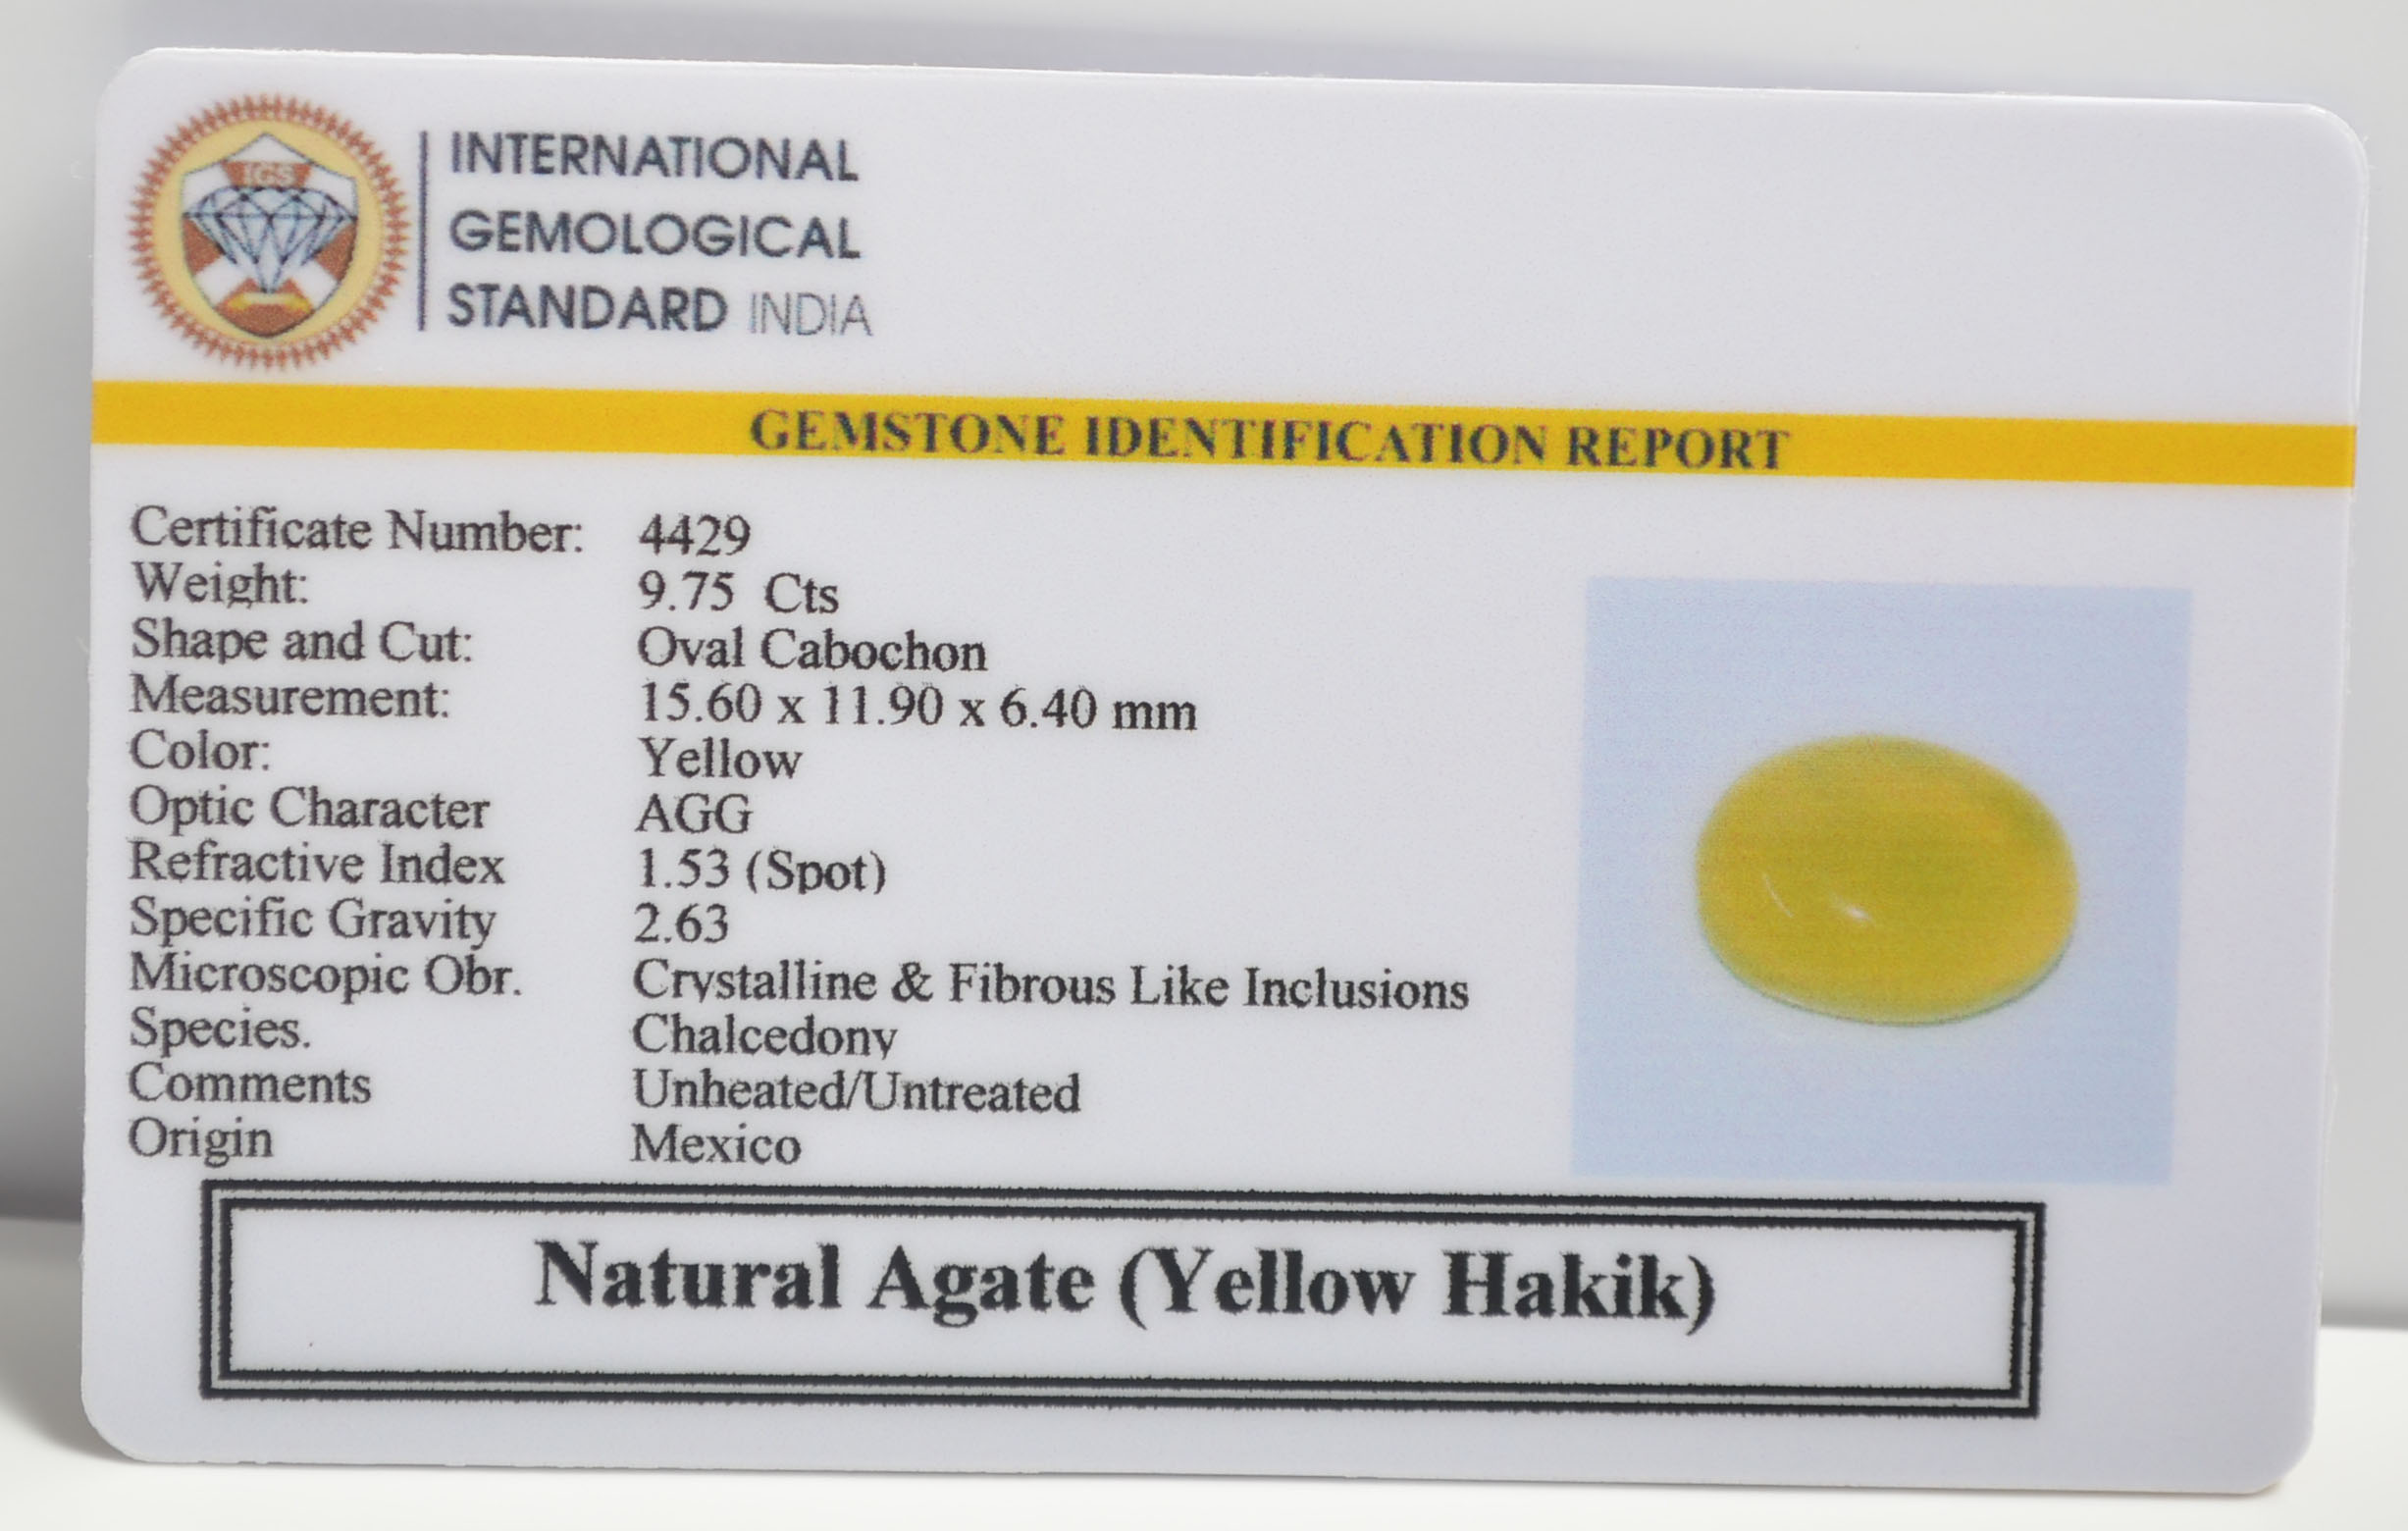 IGS
INTERNATIONAL
GEMOLOGICAL
STANDARD INDIA
GEMSTONE IDENTIFICATION REPORT
Certificate Number: 4429
Weight: 9.75 Cts
Shape and Cut: Oval Cabochon
Measurement: 15.60 x 11.90 x 6.40 mm
Color: Yellow
Optic Character AGG
Refractive Index 1.53 (Spot)
Specific Gravity 2.63
Microscopic Obr. Crystalline & Fibrous Like Inclusions
Species. Chalcedony
Comments Unheated/Untreated
Origin Mexico
Natural Agate (Yellow Hakik)